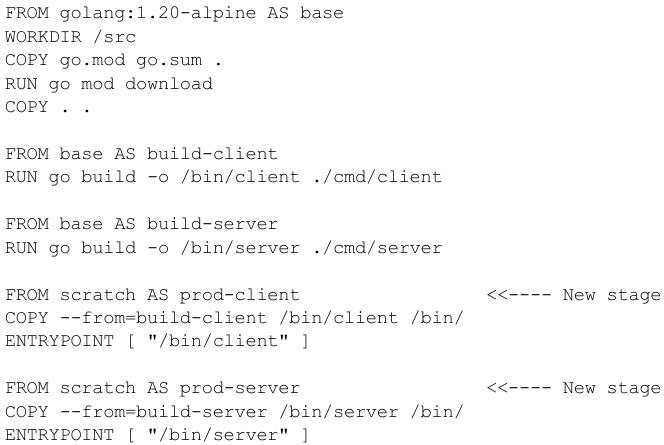 FROM golang:1.20-alpine AS base
WORKDIR /src
COPY go.mod go.sum .
RUN go mod download
COPY . .

FROM base AS build-client
RUN go build -o /bin/client ./cmd/client

FROM base AS build-server
RUN go build -o /bin/server ./cmd/server

FROM scratch AS prod-client                 <<---- New stage
COPY --from=build-client /bin/client /bin/
ENTRYPOINT [ "/bin/client" ]

FROM scratch AS prod-server                 <<---- New stage
COPY --from=build-server /bin/server /bin/
ENTRYPOINT [ "/bin/server" ]